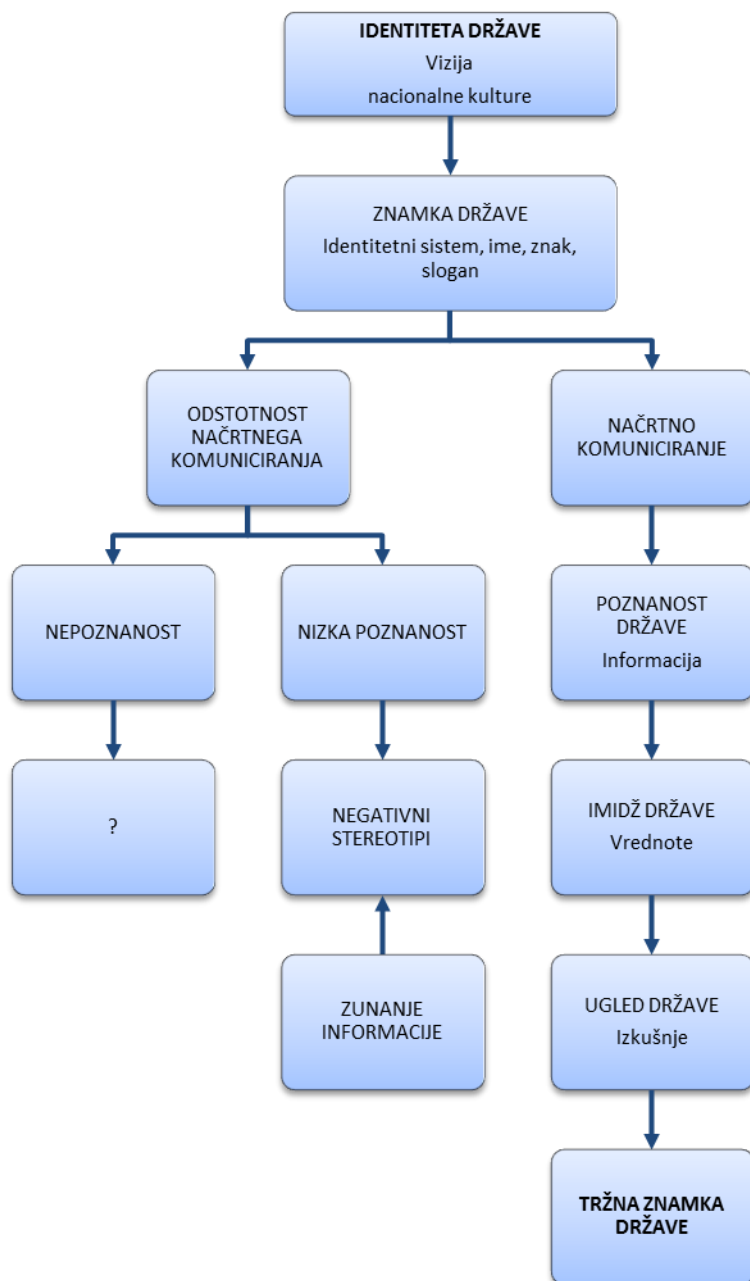 IDENTITETA DRŽAVE
Vizija
nacionalne kulture
ZNAMKA DRŽAVE
Identitetni sistem, ime, znak,
slogan
ODSTOTNOST
NAČRTNEGA
KOMUNICIRANJA
NAČRTNO
KOMUNICIRANJE
NEPOZNANOST
NIZKA POZNANOST
POZNANOST
DRŽAVE
Informacija
?
NEGATIVNI
STEREOTIPI
IMIDŽ DRŽAVE
Vrednote
ZUNANJE
INFORMACIJE
UGLED DRŽAVE
Izkušnje
TRŽNA ZNAMKA
DRŽAVE